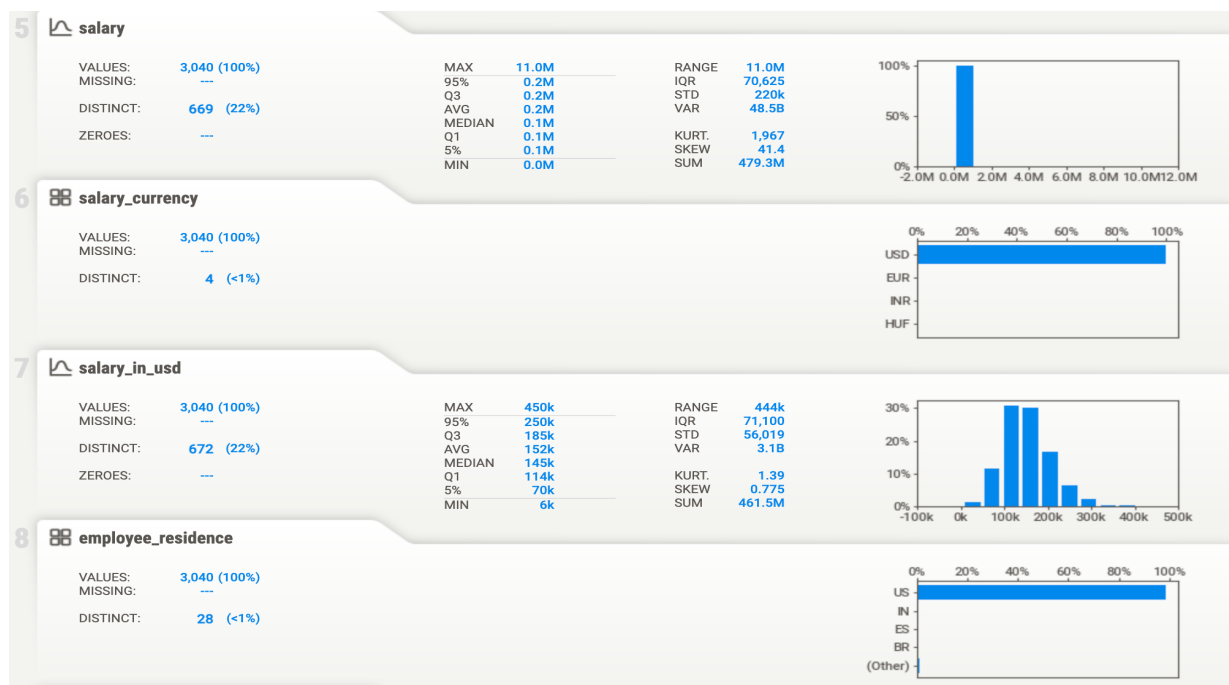 5 salary
VALUES: 3,040 (100%)
MISSING: ---
DISTINCT: 669 (22%)
ZEROES: ---
MAX 11.0M
95% 0.2M
Q3 0.2M
AVG 0.2M
MEDIAN 0.1M
Q1 0.1M
5% 0.1M
MIN 0.0M
RANGE 11.0M
IQR 70,625
STD 220k
VAR 48.5B
KURT. 1,967
SKEW 41.4
SUM 479.3M
100%
50%
0%
-2.0M 0.0M 2.0M 4.0M 6.0M 8.0M 10.0M 12.0M
6 salary_currency
VALUES: 3,040 (100%)
MISSING: ---
DISTINCT: 4 (<1%)
0% 20% 40% 60% 80% 100%
USD
EUR
INR
HUF
7 salary_in_usd
VALUES: 3,040 (100%)
MISSING: ---
DISTINCT: 672 (22%)
ZEROES: ---
MAX 450k
95% 250k
Q3 185k
AVG 152k
MEDIAN 145k
Q1 114k
5% 70k
MIN 6k
RANGE 444k
IQR 71,100
STD 56,019
VAR 3.1B
KURT. 1.39
SKEW 0.775
SUM 461.5M
30%
20%
10%
0%
-100k 0k 100k 200k 300k 400k 500k
8 employee_residence
VALUES: 3,040 (100%)
MISSING: ---
DISTINCT: 28 (<1%)
0% 20% 40% 60% 80% 100%
US
IN
ES
BR
(Other)